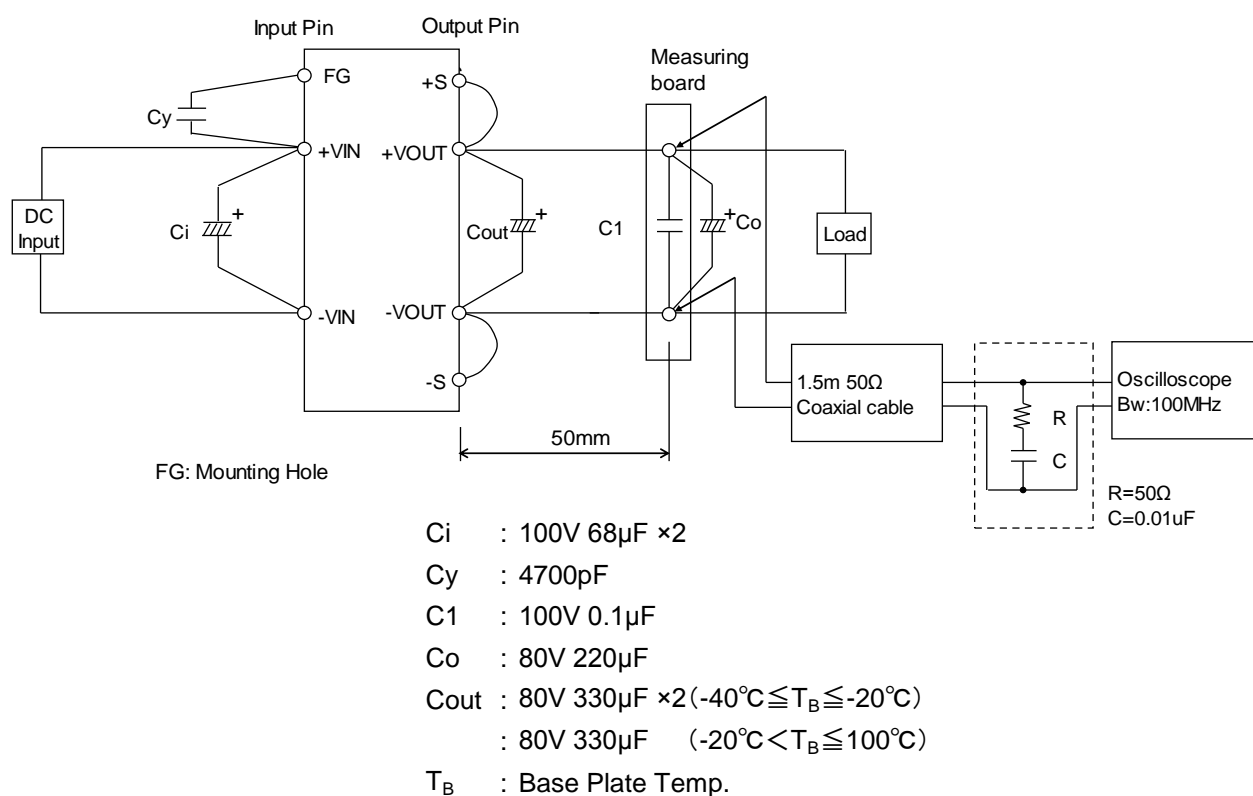 Input Pin
Output Pin
Measuring
board
FG
+S
Cy
+VIN
+VOUT
DC
Input
Ci
+
Cout
+
C1
+
Co
Load
-VIN
-VOUT
-S
1.5m 50Ω
Coaxial cable
R
C
Oscilloscope
Bw:100MHz
50mm
FG: Mounting Hole
R=50Ω
C=0.01uF
Ci : 100V 68μF ×2
Cy : 4700pF
C1 : 100V 0.1μF
Co : 80V 220μF
Cout : 80V 330μF ×2(-40℃≦TB≦-20℃)
: 80V 330μF (-20℃<TB≦100℃)
TB : Base Plate Temp.